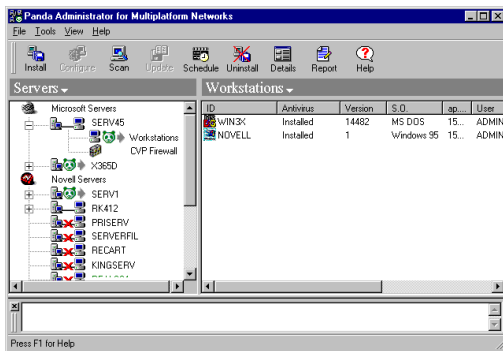 Panda Administrator for Multiplatform Networks
File Tools View Help
Install Configure Scan Update Schedule Uninstall Details Report Help
Servers
Workstations
Microsoft Servers
SERV45
Workstations
CVP Firewall
X365D
Novell Servers
SERV1
RK412
PRISERV
SERVERFIL
RECART
KINGSERV
ID Antivirus Version S.O. ap.... User
WIN3X Installed 14482 MS DOS 15... ADMIN
NOVELL Installed 1 Windows 95 15... ADMIN
Press F1 for Help